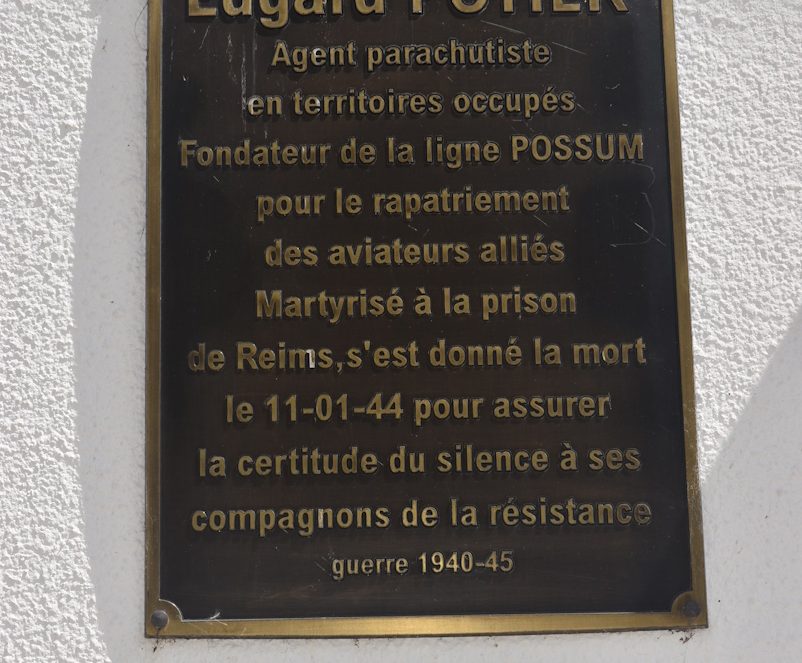 Edgard POTIER
Agent parachutiste
en territoires occupés
Fondateur de la ligne POSSUM
pour le rapatriement
des aviateurs alliés
Martyrisé à la prison
de Reims,s'est donné la mort
le 11-01-44 pour assurer
la certitude du silence à ses
compagnons de la résistance
guerre 1940-45